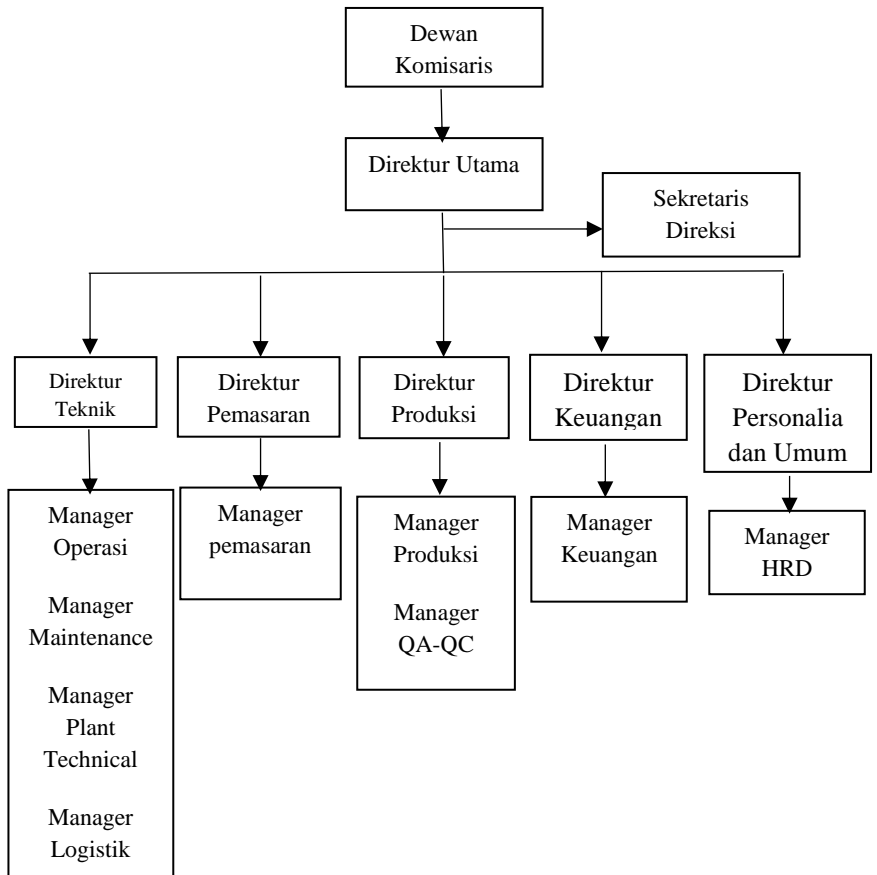 Dewan
Komisaris
Direktur Utama
Sekretaris
Direksi
Direktur
Teknik
Direktur
Pemasaran
Direktur
Produksi
Direktur
Keuangan
Direktur
Personalia
dan Umum
Manager
Operasi
Manager
Maintenance
Manager
Plant
Technical
Manager
Logistik
Manager
pemasaran
Manager
Produksi
Manager
QA-QC
Manager
Keuangan
Manager
HRD